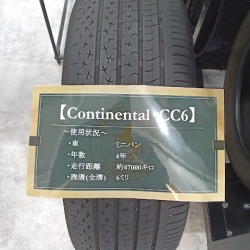 【Continental・CC6】
～使用状況～
・車 ミニバン
・年数 4年
・走行距離 約47000キロ
・残溝(全溝) 6ミリ